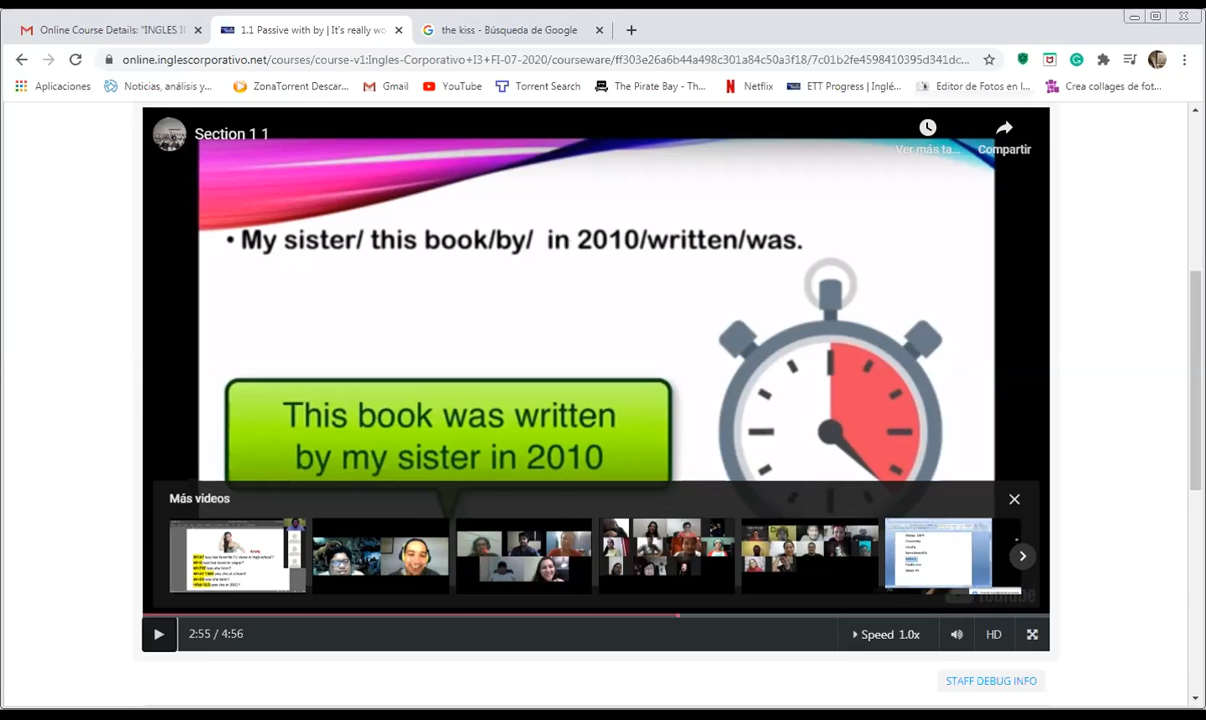 Online Course Details: "INGLES I
1.1 Passive with by | It's really wo
the kiss - Búsqueda de Google
online.inglescorporativo.net/courses/course-v1:Ingles-Corporativo+I3+FI-07-2020/courseware/ff303e26a6b44a498c301a84c50a3f18/7c01b2fe4598410395d341dc...
Aplicaciones
Noticias, análisis y...
ZonaTorrent Descar...
Gmail
YouTube
Torrent Search
The Pirate Bay - Th...
Netflix
ETT Progress | Inglé...
Editor de Fotos en l...
Crea collages de fot...
Section 1 1
Ver más ta...
Compartir
• My sister/ this book/by/ in 2010/written/was.
This book was written
by my sister in 2010
Más videos
YouTube
2:55 / 4:56
Speed 1.0x
HD
STAFF DEBUG INFO